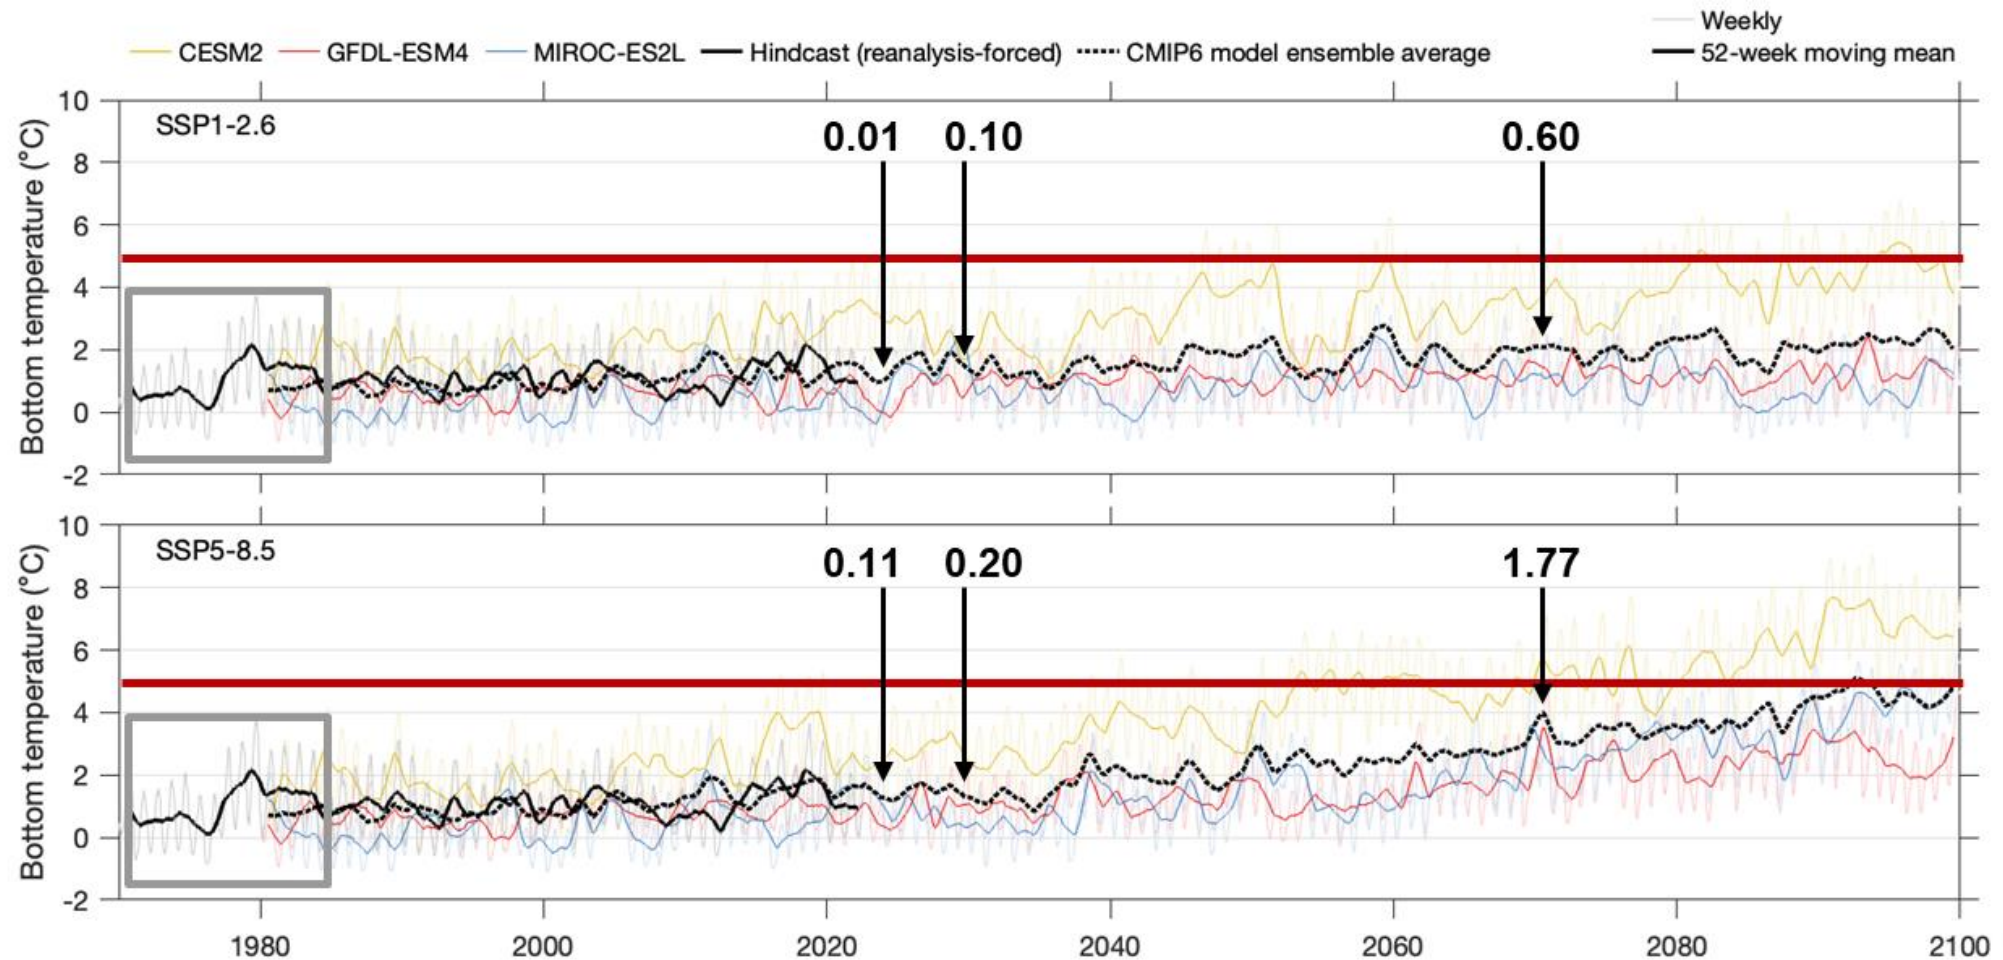 Weekly
CESM2 GFDL-ESM4 MIROC-ES2L Hindcast (reanalysis-forced) CMIP6 model ensemble average 52-week moving mean
10
SSP1-2.6
0.01 0.10 0.60
8
6
4
2
0
-2
Bottom temperature (°C)
10
SSP5-8.5
0.11 0.20 1.77
8
6
4
2
0
-2
Bottom temperature (°C)
1980 2000 2020 2040 2060 2080 2100